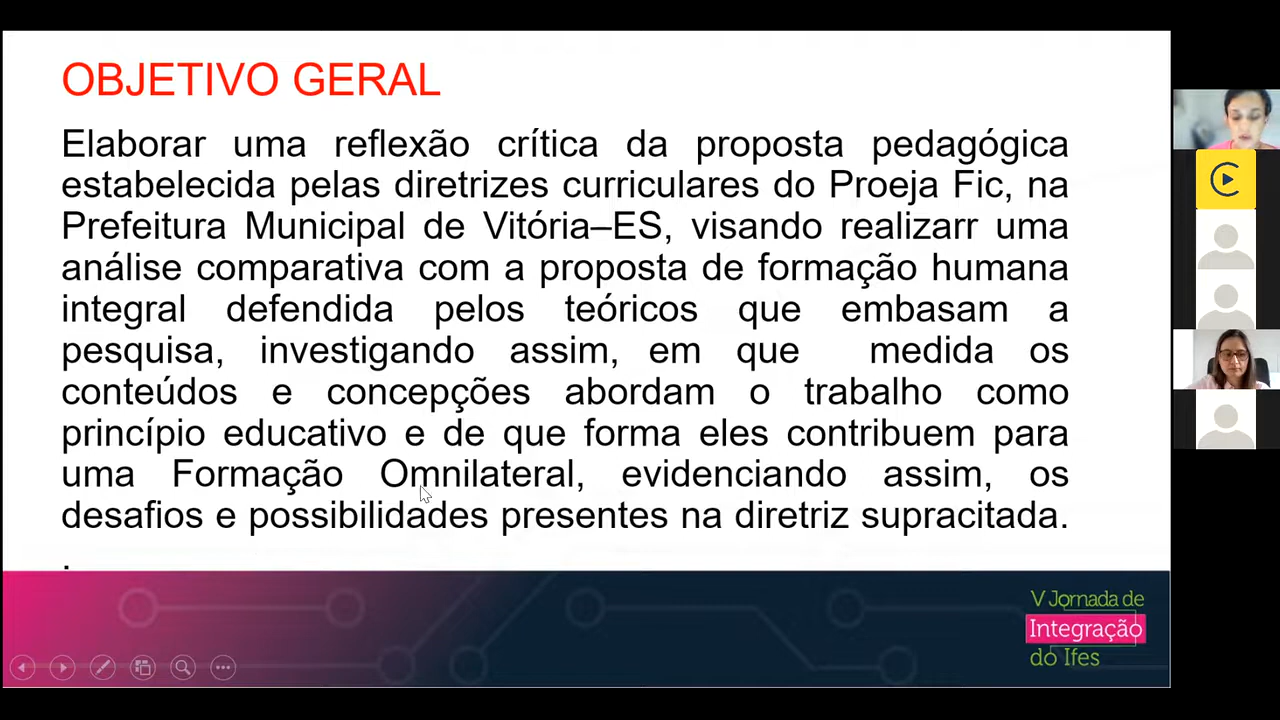 OBJETIVO GERAL
Elaborar uma reflexão crítica da proposta pedagógica
estabelecida pelas diretrizes curriculares do Proeja Fic, na
Prefeitura Municipal de Vitória–ES, visando realizarr uma
análise comparativa com a proposta de formação humana
integral defendida pelos teóricos que embasam a
pesquisa, investigando assim, em que medida os
conteúdos e concepções abordam o trabalho como
princípio educativo e de que forma eles contribuem para
uma Formação Omnilateral, evidenciando assim, os
desafios e possibilidades presentes na diretriz supracitada.
.
V Jornada de
Integração
do Ifes